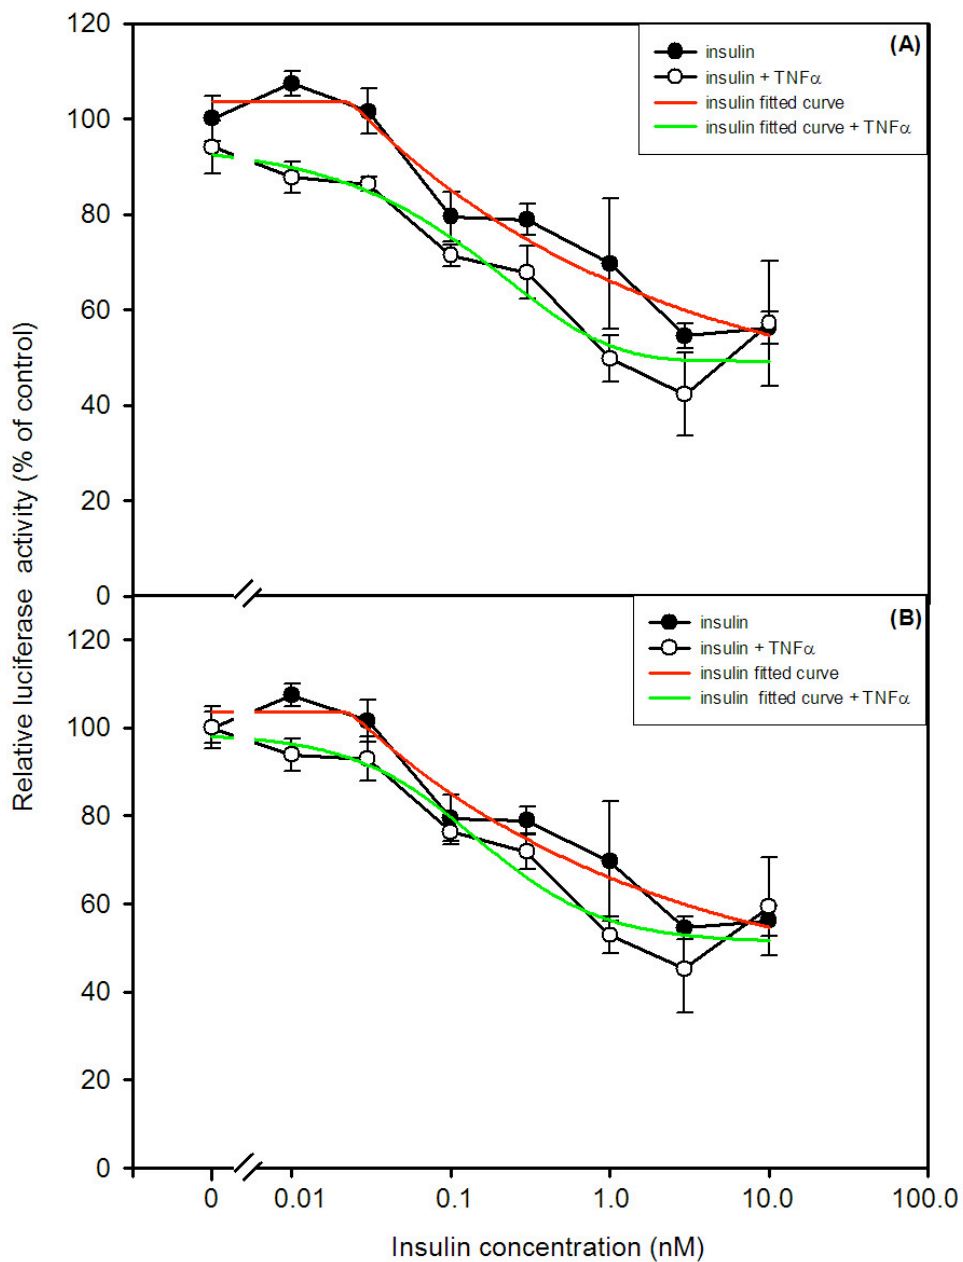 120
(A)
insulin
insulin + TNFα
insulin fitted curve
insulin fitted curve + TNFα
100
80
60
40
20
0
Relative luciferase activity (% of control)
(B)
insulin
insulin + TNFα
insulin fitted curve
insulin fitted curve + TNFα
120
100
80
60
40
20
0
0 0.01 0.1 1.0 10.0 100.0
Insulin concentration (nM)